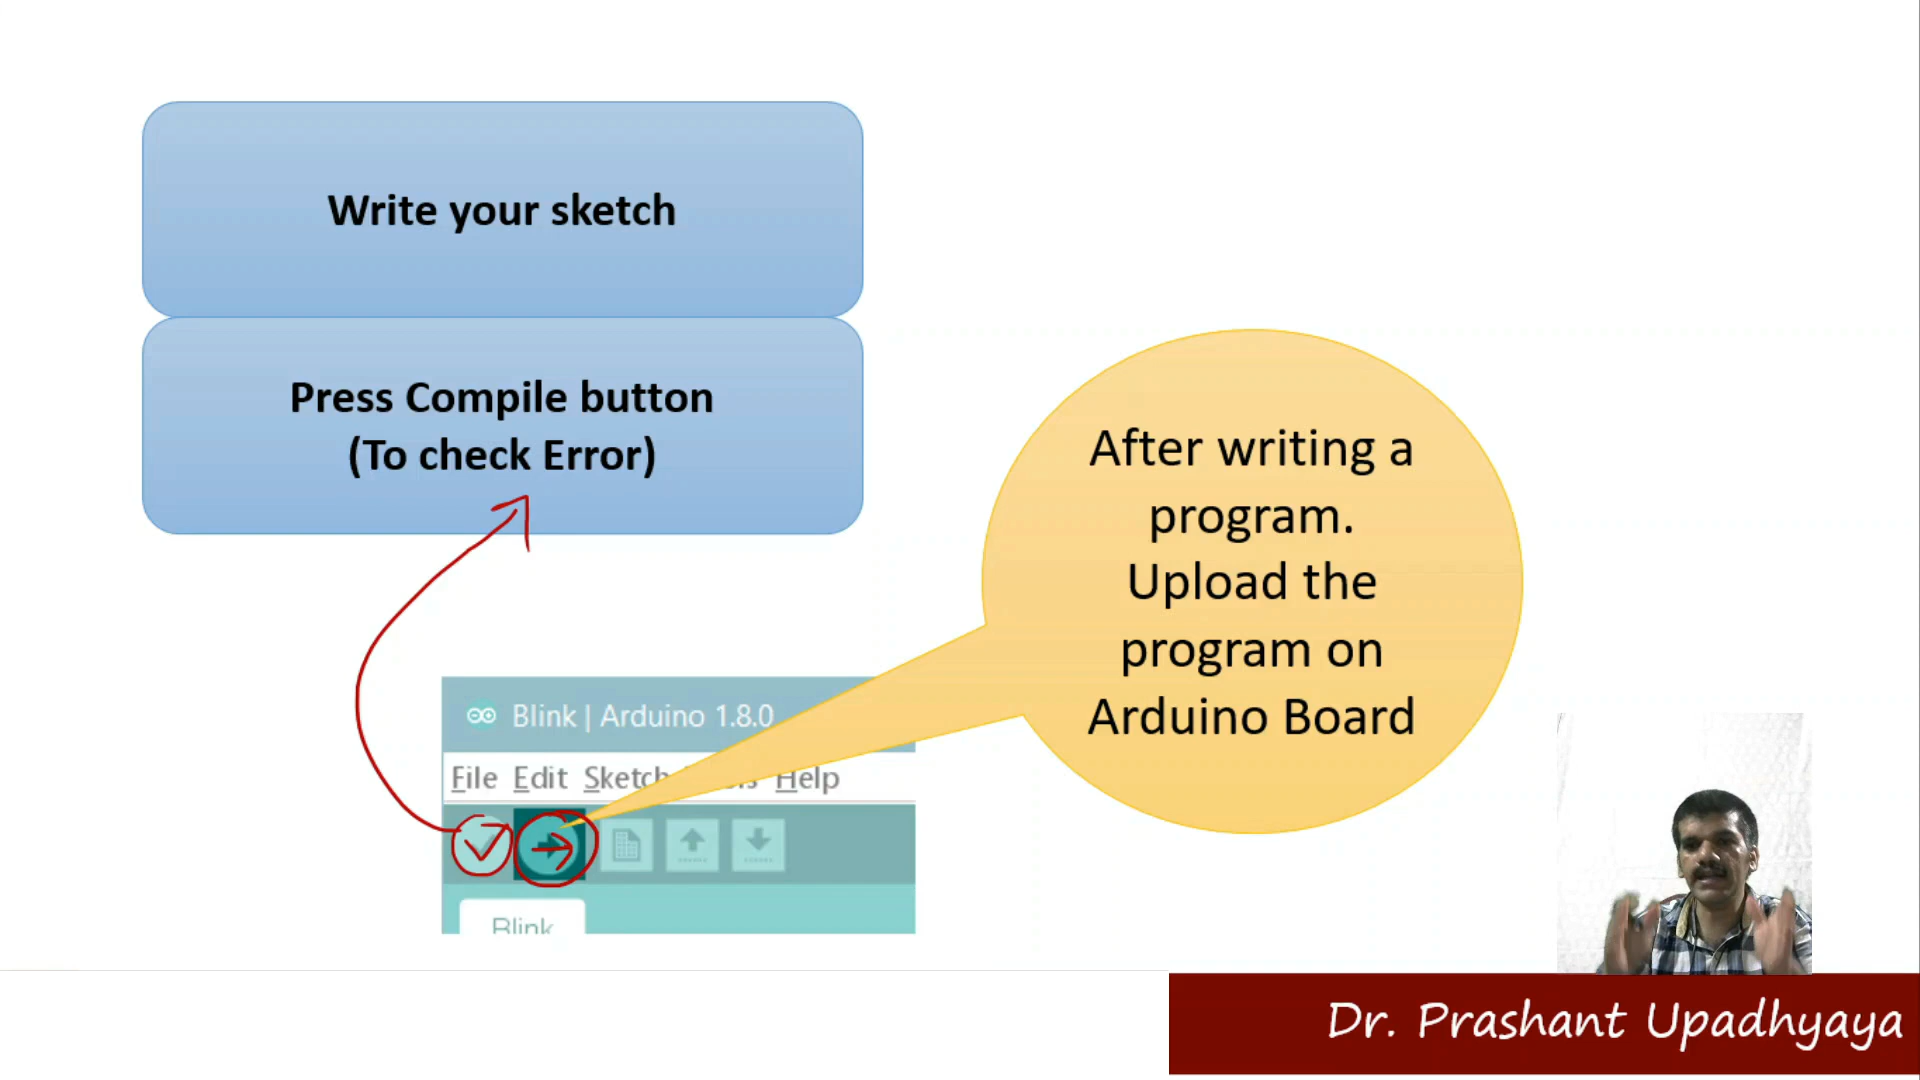 Write your sketch
Press Compile button
(To check Error)
After writing a
program.
Upload the
program on
Arduino Board
Blink | Arduino 1.8.0
File Edit Sketch Help
Blink
Dr. Prashant Upadhyaya